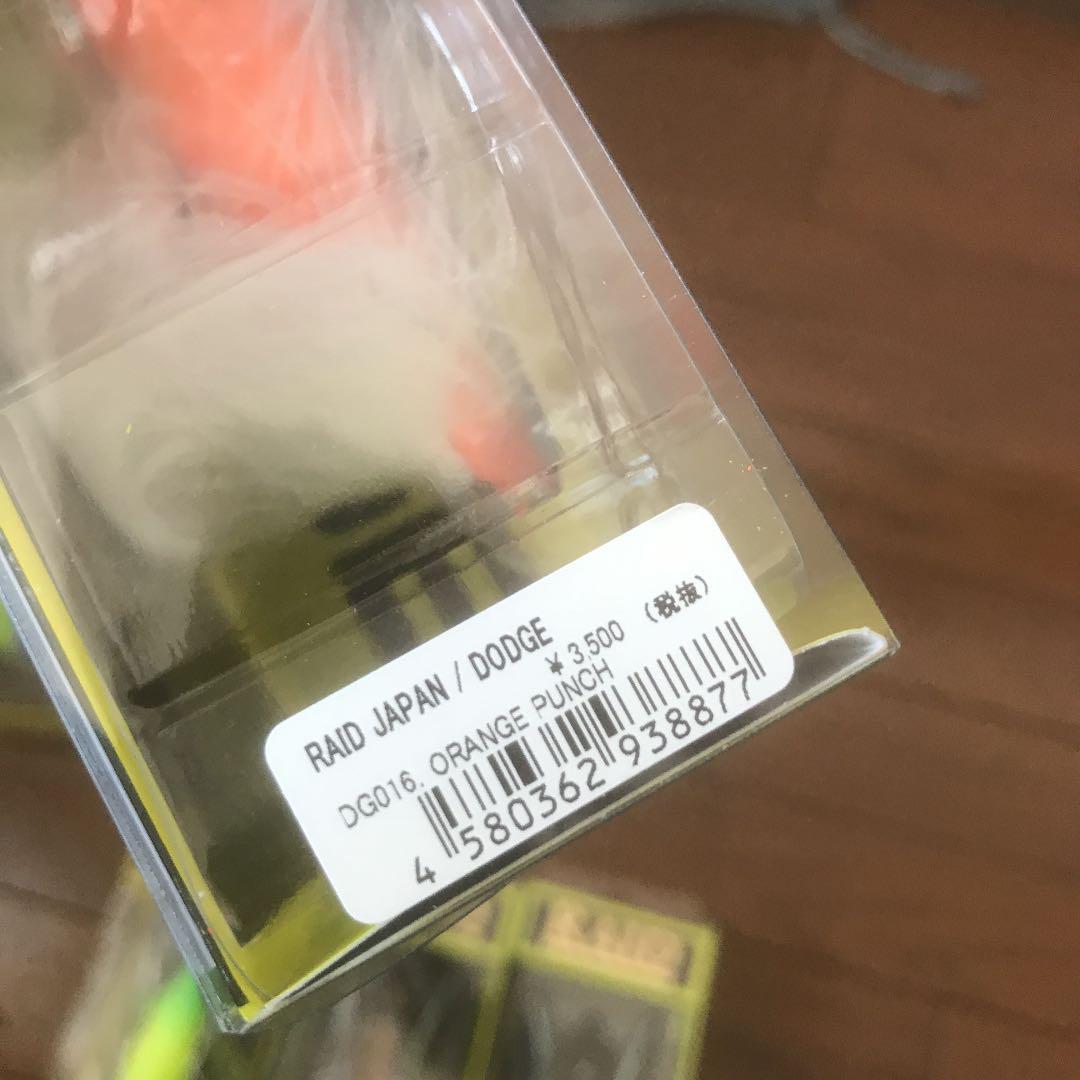 RAID JAPAN / DODGE
¥ 3,500 (税抜)
DG016. ORANGE PUNCH
4 580362 938877